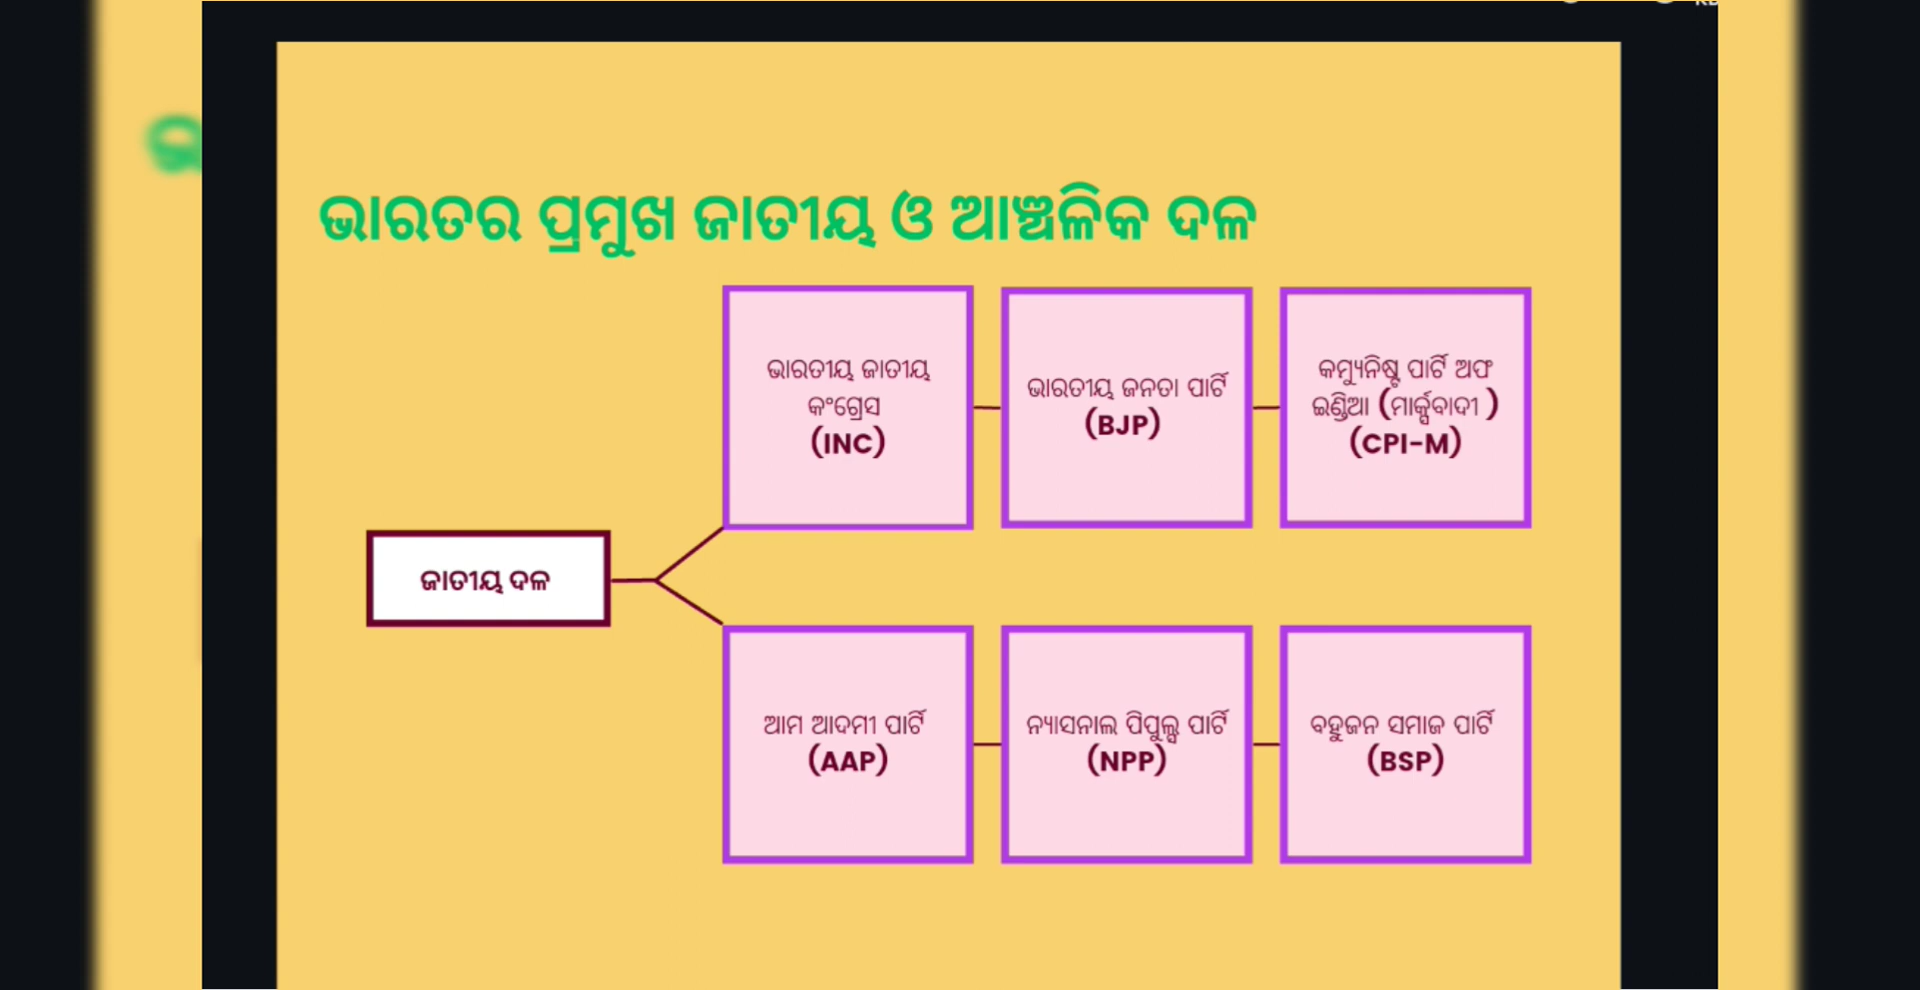 ଭାରତର ପ୍ରମୁଖ ଜାତୀୟ ଓ ଆଞ୍ଚଳିକ ଦଳ
ଭାରତୀୟ ଜାତୀୟ
କଂଗ୍ରେସ
(INC)
ଭାରତୀୟ ଜନତା ପାର୍ଟି
(BJP)
କମ୍ୟୁନିଷ୍ଟ ପାର୍ଟି ଅଫ
ଇଣ୍ଡିଆ (ମାର୍କ୍ସବାଦୀ )
(CPI-M)
ଜାତୀୟ ଦଳ
ଆମ ଆଦମୀ ପାର୍ଟି
(AAP)
ନ୍ୟାସନାଲ ପିପୁଲ୍ସ ପାର୍ଟି
(NPP)
ବହୁଜନ ସମାଜ ପାର୍ଟି
(BSP)